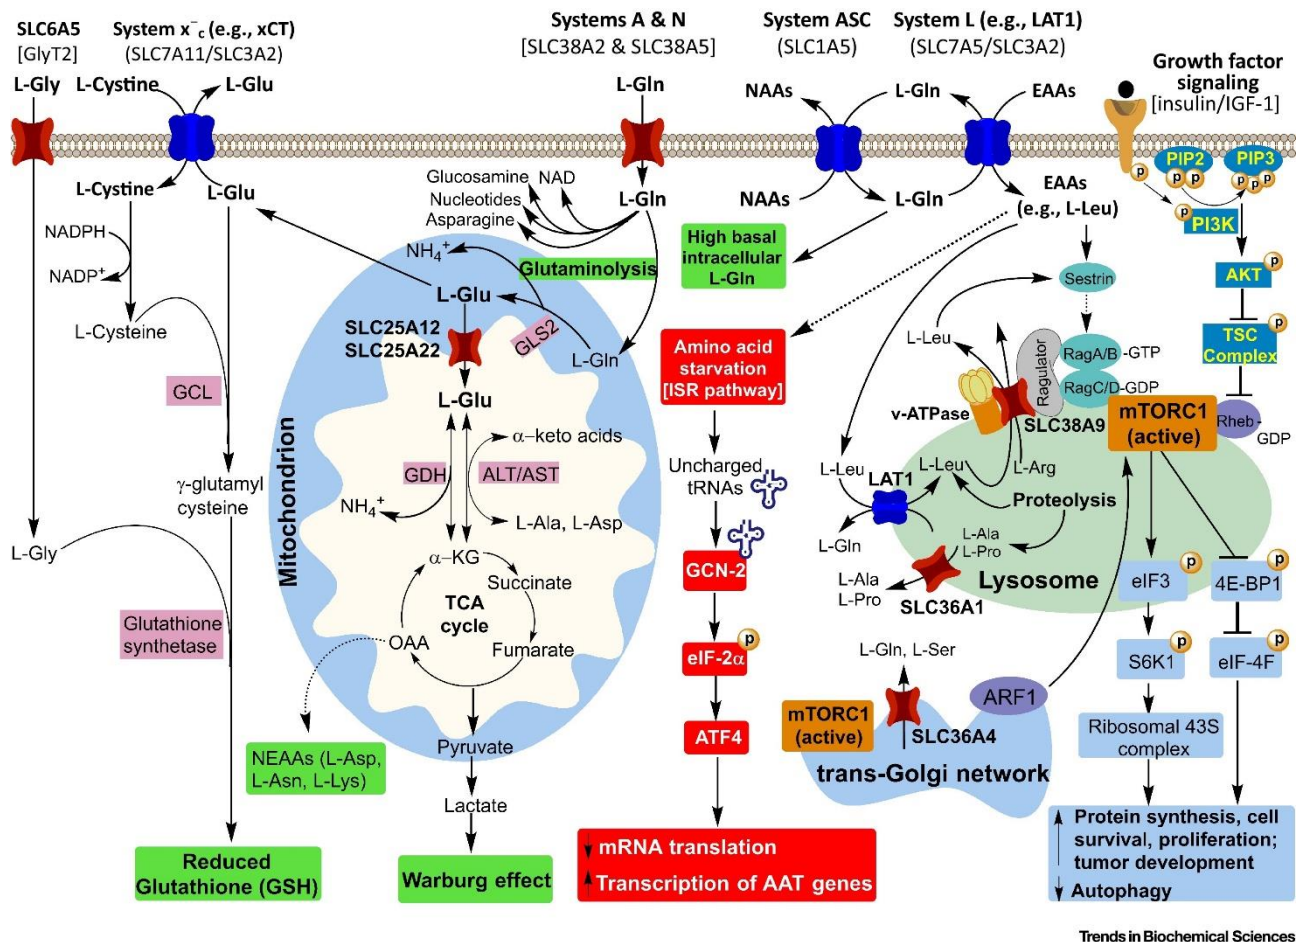 SLC6A5
[GlyT2]
L-Gly
System x⁻c (e.g., xCT)
(SLC7A11/SLC3A2)
L-Cystine
L-Glu
Systems A & N
[SLC38A2 & SLC38A5]
L-Gln
System ASC
(SLC1A5)
NAAs
L-Gln
System L (e.g., LAT1)
(SLC7A5/SLC3A2)
EAAs
Growth factor
signaling
[insulin/IGF-1]
PIP2
PIP3
p
p
p
p
p
p
p
PI3K
L-Cystine
L-Glu
NADPH
NADP⁺
L-Cysteine
GCL
γ-glutamyl
cysteine
L-Gly
Glutathione
synthetase
Reduced
Glutathione (GSH)
Glucosamine
NAD
Nucleotides
Asparagine
L-Gln
NH₄⁺
Glutaminolysis
L-Glu
GLS2
L-Gln
SLC25A12
SLC25A22
L-Glu
Mitochondrion
α–keto acids
GDH
ALT/AST
NH₄⁺
L-Ala, L-Asp
α–KG
Succinate
TCA
cycle
OAA
Fumarate
Pyruvate
NEAAs (L-Asp,
L-Asn, L-Lys)
Lactate
Warburg effect
NAAs
L-Gln
High basal
intracellular
L-Gln
Amino acid
starvation
[ISR pathway]
Uncharged
tRNAs
GCN-2
eIF-2α
p
ATF4
mRNA translation
Transcription of AAT genes
EAAs
(e.g., L-Leu)
Sestrin
L-Leu
Ragulator
RagA/B
-GTP
RagC/D
-GDP
v-ATPase
SLC38A9
mTORC1
(active)
AKT
p
TSC
Complex
p
Rheb
-GDP
L-Leu
LAT1
L-Leu
L-Arg
Proteolysis
L-Gln
L-Ala
L-Pro
L-Ala
L-Pro
SLC36A1
Lysosome
eIF3
p
4E-BP1
p
S6K1
p
eIF-4F
p
L-Gln, L-Ser
mTORC1
(active)
ARF1
SLC36A4
trans-Golgi network
Ribosomal 43S
complex
Protein synthesis, cell
survival, proliferation;
tumor development
Autophagy
Trends in Biochemical Sciences